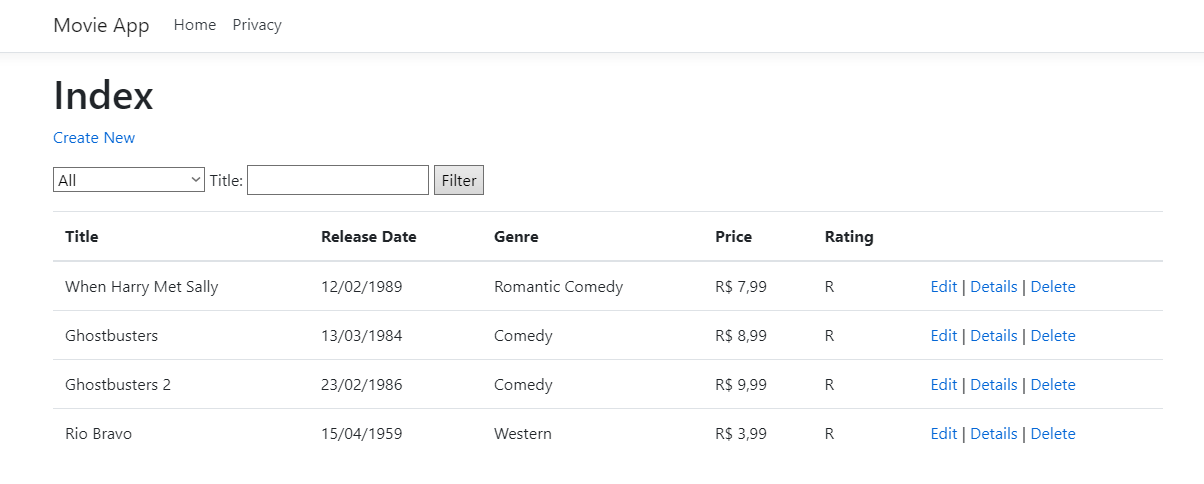 Movie App Home Privacy
Index
Create New
All Title: Filter
Title Release Date Genre Price Rating
When Harry Met Sally 12/02/1989 Romantic Comedy R$ 7,99 R Edit | Details | Delete
Ghostbusters 13/03/1984 Comedy R$ 8,99 R Edit | Details | Delete
Ghostbusters 2 23/02/1986 Comedy R$ 9,99 R Edit | Details | Delete
Rio Bravo 15/04/1959 Western R$ 3,99 R Edit | Details | Delete